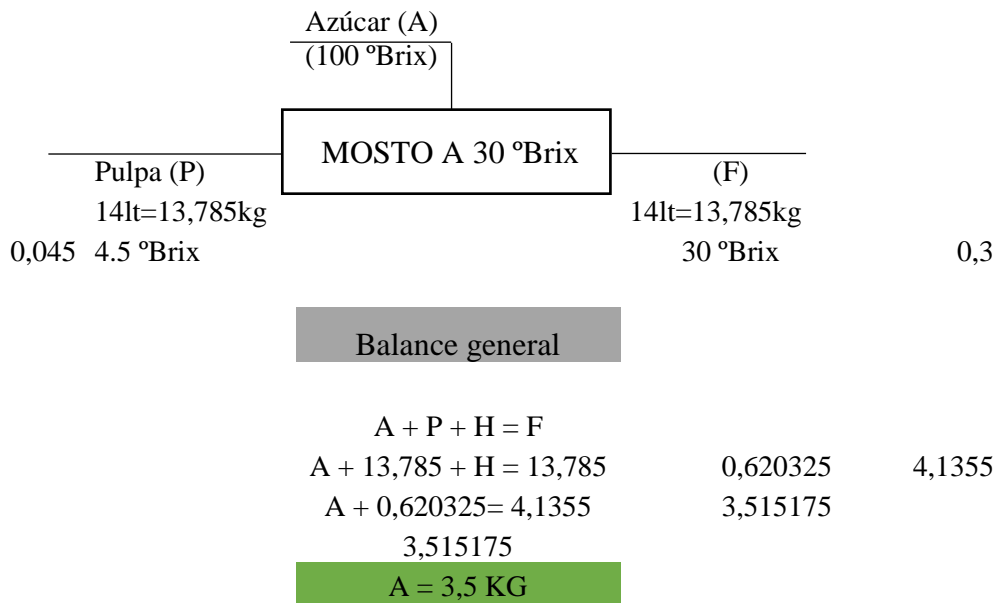 Azúcar (A)
(100 ºBrix)
MOSTO A 30 ºBrix
Pulpa (P) (F)
14lt=13,785kg 14lt=13,785kg
0,045 4.5 ºBrix 30 ºBrix 0,3
Balance general
A + P + H = F
A + 13,785 + H = 13,785 0,620325 4,1355
A + 0,620325= 4,1355 3,515175
3,515175
A = 3,5 KG